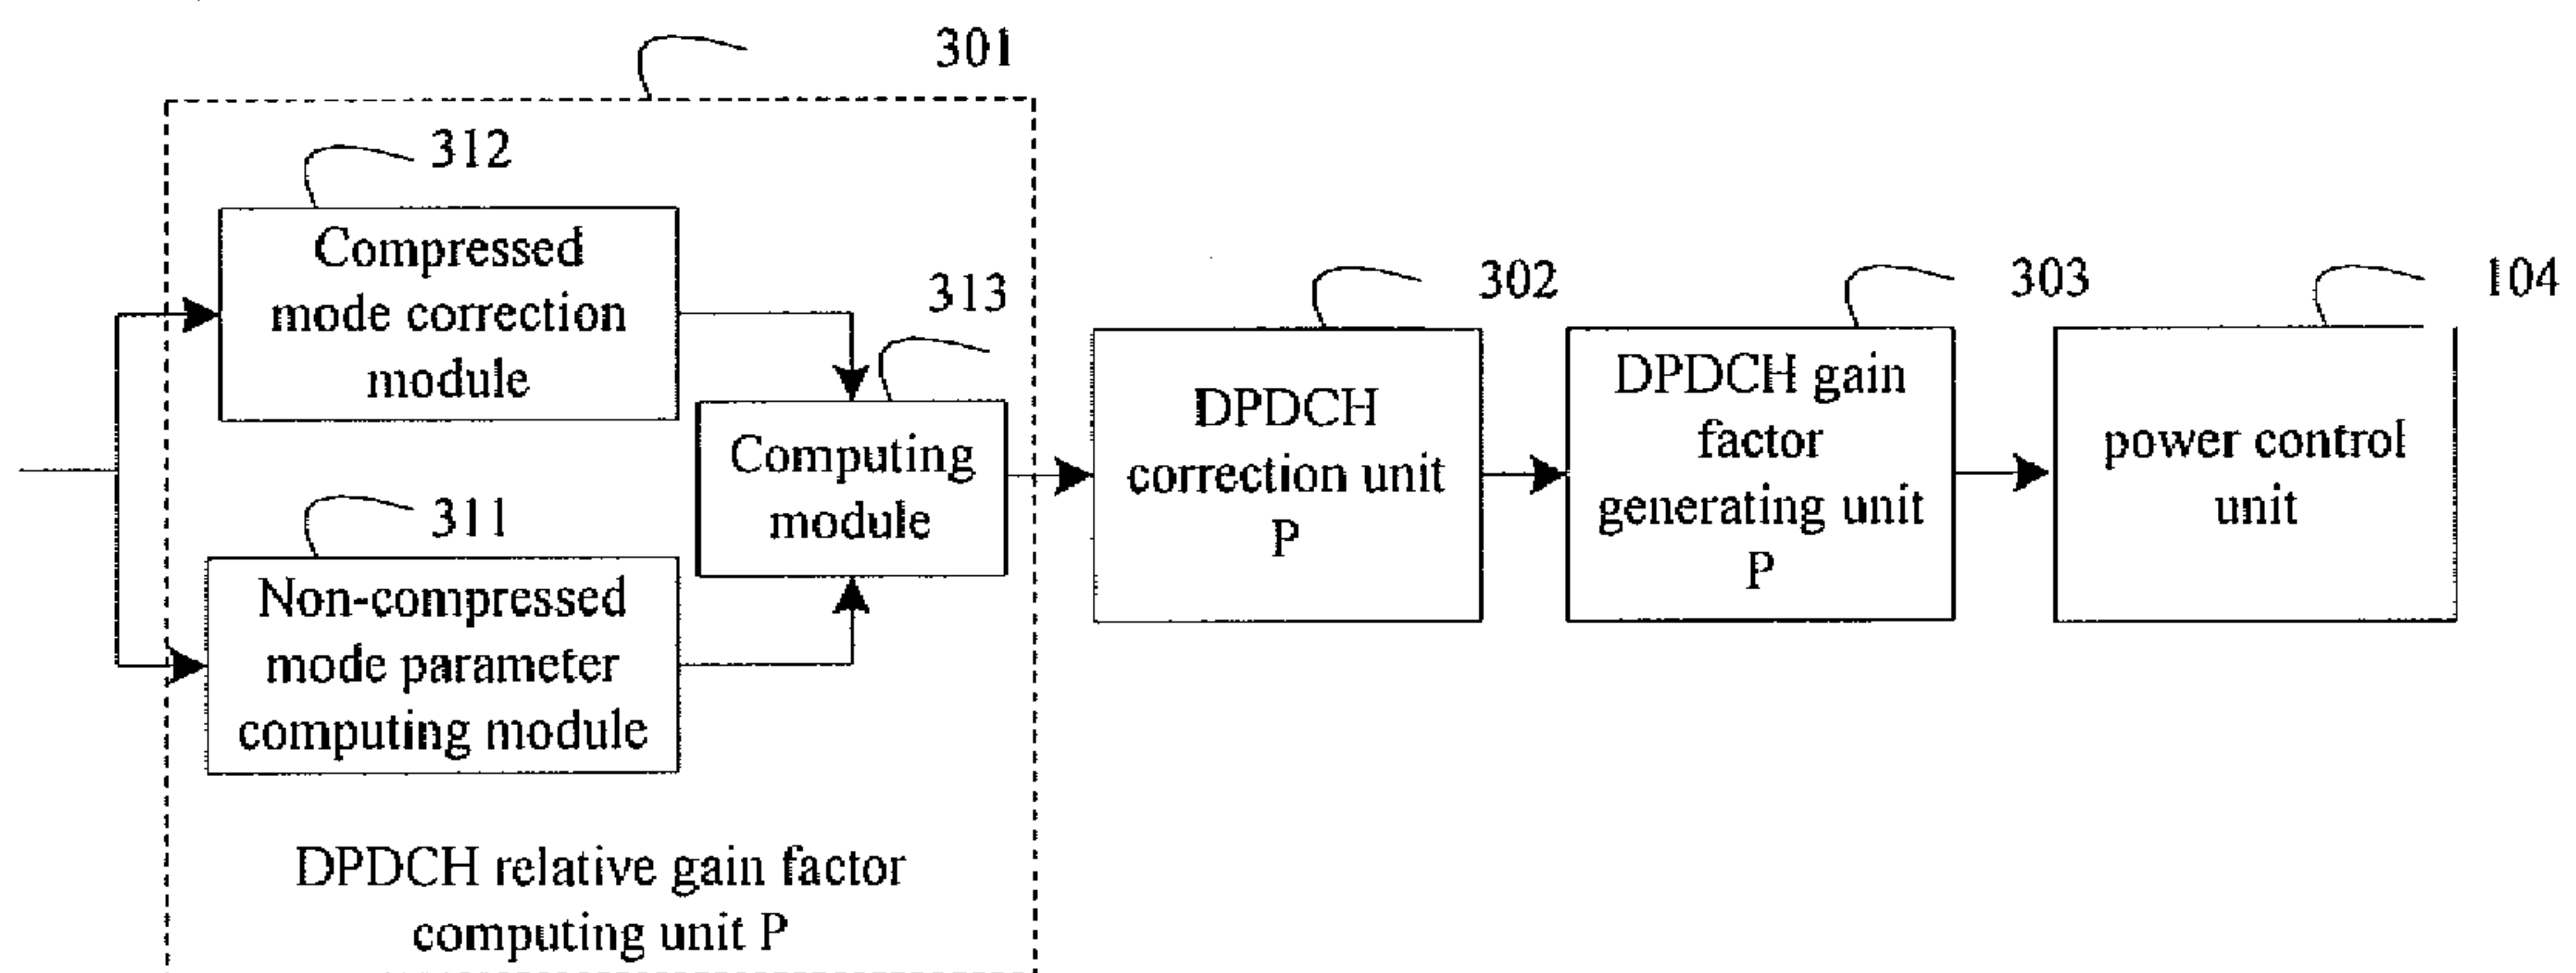 301
312
Compressed
mode correction
module
313
Computing
module
311
Non-compressed
mode parameter
computing module
DPDCH relative gain factor
computing unit P
302
DPDCH
correction unit
P
303
DPDCH gain
factor
generating unit
P
104
power control
unit